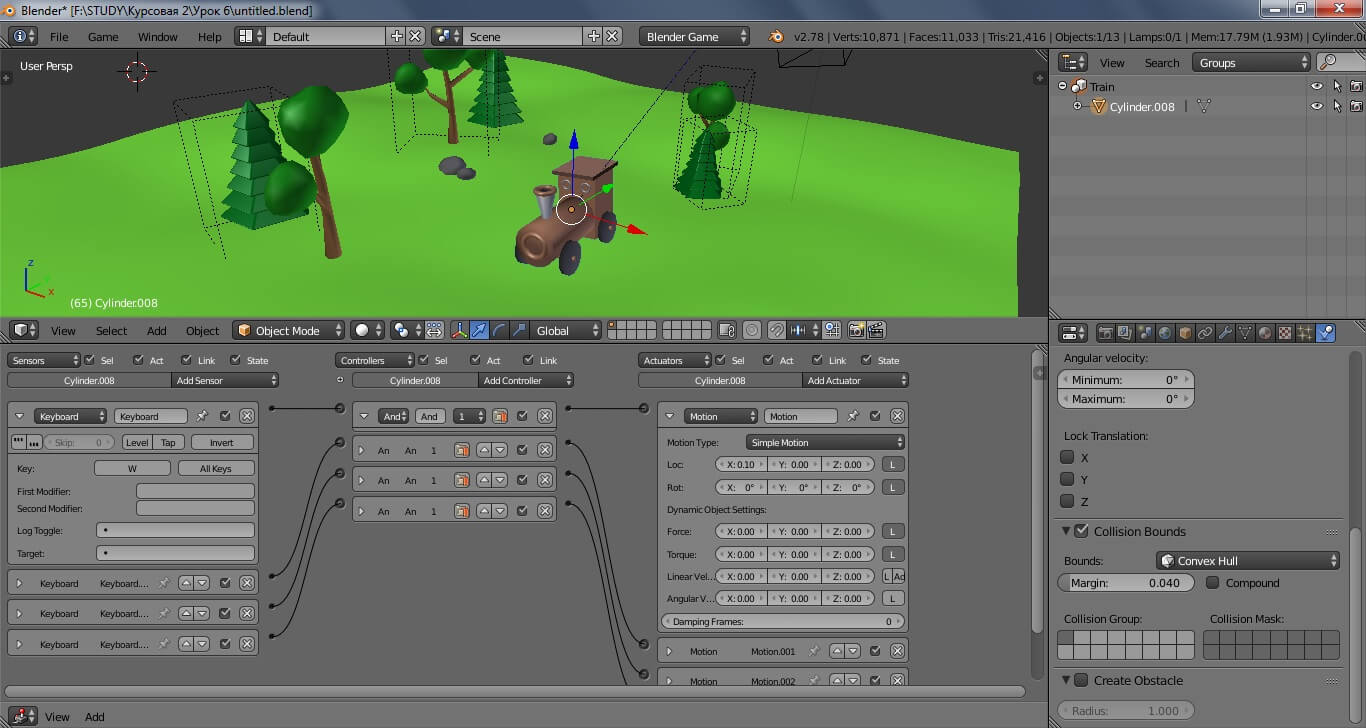 Blender* [F:\STUDY\Курсовая 2\Урок 6\untitled.blend]
File Game Window Help Default Scene Blender Game v2.78 | Verts:10,871 | Faces:11,033 | Tris:21,416 | Objects:1/13 | Lamps:0/1 | Mem:17.79M (1.93M) | Cylinder.0
User Persp
View Search Groups
Train
Cylinder.008
z
x
(65) Cylinder.008
View Select Add Object Object Mode Global
Sensors Sel Act Link State
Controllers Sel Act Link
Actuators Sel Act Link State
Cylinder.008 Add Sensor
Cylinder.008 Add Controller
Cylinder.008 Add Actuator
Keyboard Keyboard
Skip: 0 Level Tap Invert
Key: W All Keys
First Modifier:
Second Modifier:
Log Toggle:
Target:
Keyboard Keyboard....
Keyboard Keyboard....
Keyboard Keyboard....
And And 1
An An 1
An An 1
An An 1
Motion Motion
Motion Type: Simple Motion
Loc: X: 0.10 Y: 0.00 Z: 0.00 L
Rot: X: 0° Y: 0° Z: 0° L
Dynamic Object Settings:
Force: X: 0.00 Y: 0.00 Z: 0.00 L
Torque: X: 0.00 Y: 0.00 Z: 0.00 L
Linear Vel... X: 0.00 Y: 0.00 Z: 0.00 L Ad
Angular V... X: 0.00 Y: 0.00 Z: 0.00 L
Damping Frames: 0
Motion Motion.001
Motion Motion.002
View Add
Angular velocity:
Minimum: 0°
Maximum: 0°
Lock Translation:
X
Y
Z
Collision Bounds
Bounds: Convex Hull
Margin: 0.040 Compound
Collision Group: Collision Mask:
Create Obstacle
Radius: 1.000